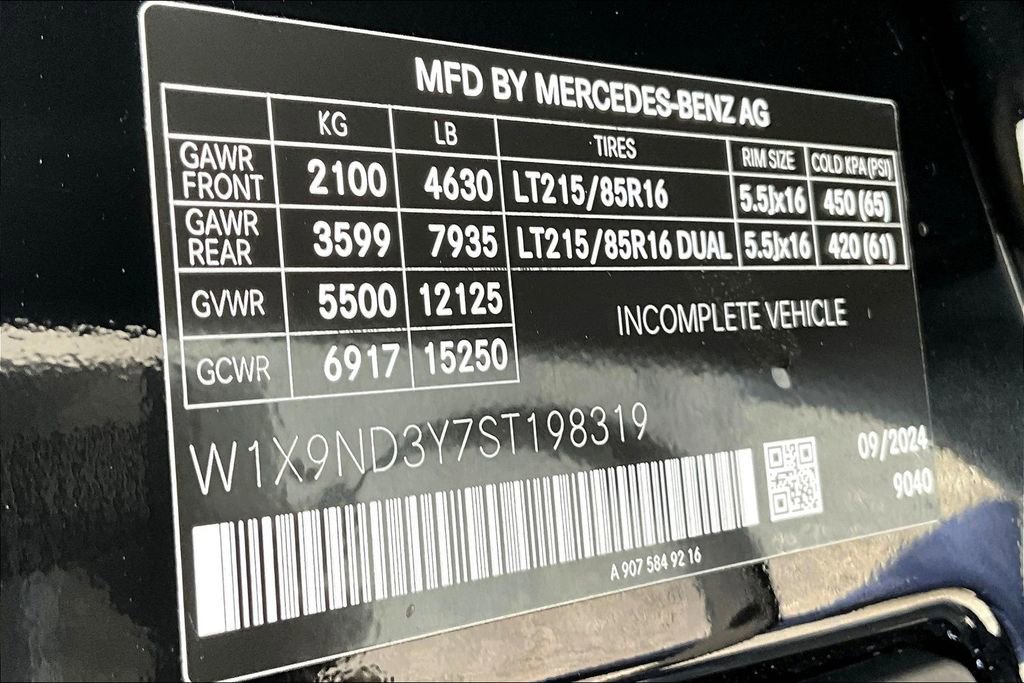 MFD BY MERCEDES-BENZ AG
KG LB TIRES RIM SIZE COLD KPA (PSI)
GAWR FRONT 2100 4630 LT215/85R16 5.5Jx16 450 (65)
GAWR REAR 3599 7935 LT215/85R16 DUAL 5.5Jx16 420 (61)
GVWR 5500 12125
INCOMPLETE VEHICLE
GCWR 6917 15250
W1X9ND3Y7ST198319
09/2024
9040
A 907 584 92 16